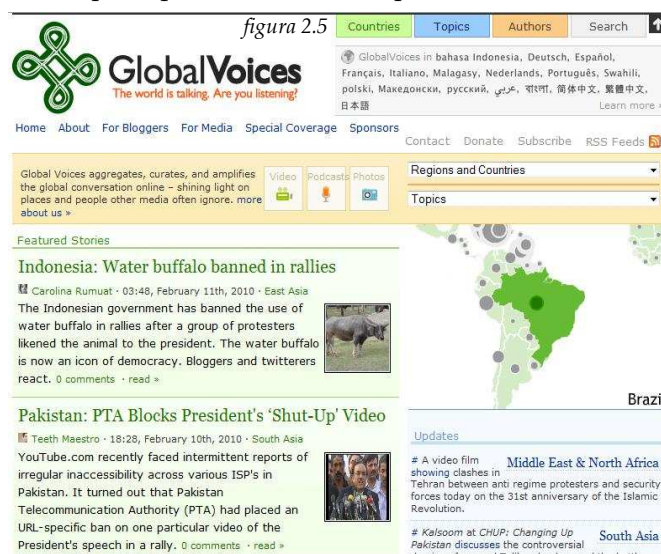 figura 2.5
Countries
Topics
Authors
Search
GlobalVoices
The world is talking. Are you listening?
GlobalVoices in bahasa Indonesia, Deutsch, Español,
Français, Italiano, Malagasy, Nederlands, Português, Swahili,
polski, Македонски, русский, عربي, বাংলা, 简体中文, 繁體中文,
日本語
Learn more
Home About For Bloggers For Media Special Coverage Sponsors
Contact Donate Subscribe RSS Feeds
Global Voices aggregates, curates, and amplifies
the global conversation online – shining light on
places and people other media often ignore. more
about us »
Video
Podcasts
Photos
Regions and Countries
Topics
Featured Stories
Indonesia: Water buffalo banned in rallies
Carolina Rumuat · 03:48, February 11th, 2010 · East Asia
The Indonesian government has banned the use of
water buffalo in rallies after a group of protesters
likened the animal to the president. The water buffalo
is now an icon of democracy. Bloggers and twitterers
react. 0 comments · read »
Pakistan: PTA Blocks President's 'Shut-Up' Video
Teeth Maestro · 18:28, February 10th, 2010 · South Asia
YouTube.com recently faced intermittent reports of
irregular inaccessibility across various ISP's in
Pakistan. It turned out that Pakistan
Telecommunication Authority (PTA) had placed an
URL-specific ban on one particular video of the
President's speech in a rally. 0 comments · read »
Brazi
Updates
# A video film
showing clashes in
Middle East & North Africa
Tehran between anti regime protesters and security
forces today on the 31st anniversary of the Islamic
Revolution.
# Kalsoom at CHUP: Changing Up
South Asia
Pakistan discusses the controversial